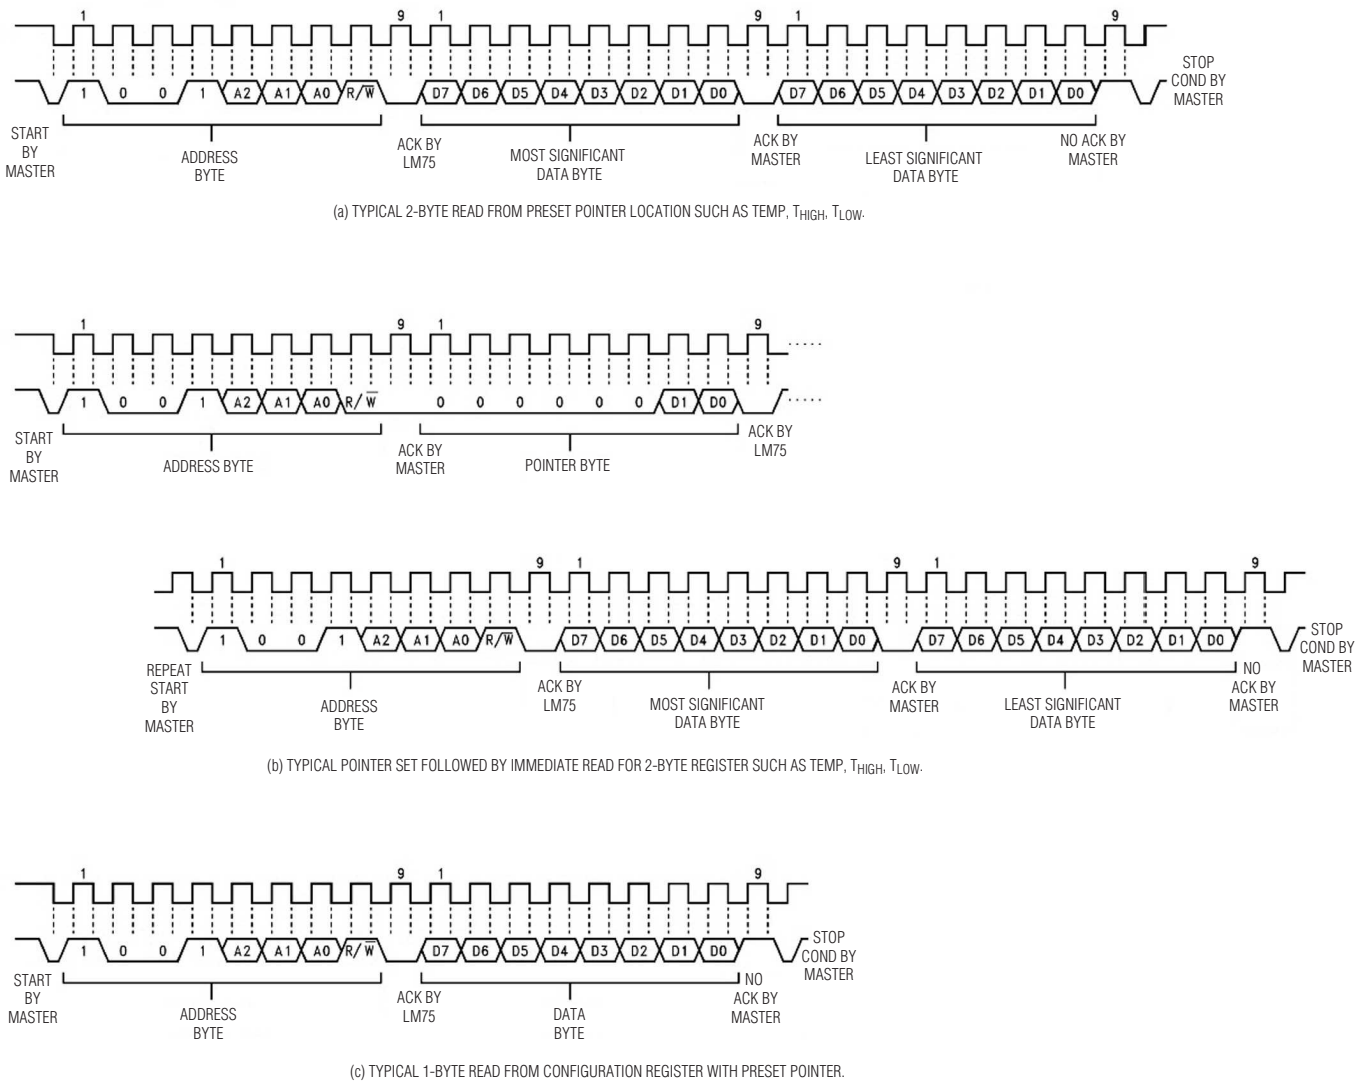 1 9 1 9 1 9
1 0 0 1 A2 A1 A0 R/W̅ D7 D6 D5 D4 D3 D2 D1 D0 D7 D6 D5 D4 D3 D2 D1 D0
STOP
COND BY
MASTER
START
BY
MASTER
ADDRESS
BYTE
ACK BY
LM75
MOST SIGNIFICANT
DATA BYTE
ACK BY
MASTER
LEAST SIGNIFICANT
DATA BYTE
NO ACK BY
MASTER
(a) TYPICAL 2-BYTE READ FROM PRESET POINTER LOCATION SUCH AS TEMP, THIGH, TLOW.
1 9 1 9
1 0 0 1 A2 A1 A0 R/W̅ 0 0 0 0 0 0 D1 D0
START
BY
MASTER
ADDRESS BYTE
ACK BY
MASTER
POINTER BYTE
ACK BY
LM75
1 9 1 9 1 9
1 0 0 1 A2 A1 A0 R/W̅ D7 D6 D5 D4 D3 D2 D1 D0 D7 D6 D5 D4 D3 D2 D1 D0
STOP
COND BY
MASTER
REPEAT
START
BY
MASTER
ADDRESS
BYTE
ACK BY
LM75
MOST SIGNIFICANT
DATA BYTE
ACK BY
MASTER
LEAST SIGNIFICANT
DATA BYTE
NO
ACK BY
MASTER
(b) TYPICAL POINTER SET FOLLOWED BY IMMEDIATE READ FOR 2-BYTE REGISTER SUCH AS TEMP, THIGH, TLOW.
1 9 1 9
1 0 0 1 A2 A1 A0 R/W̅ D7 D6 D5 D4 D3 D2 D1 D0
STOP
COND BY
MASTER
START
BY
MASTER
ADDRESS
BYTE
ACK BY
LM75
DATA
BYTE
NO
ACK BY
MASTER
(c) TYPICAL 1-BYTE READ FROM CONFIGURATION REGISTER WITH PRESET POINTER.